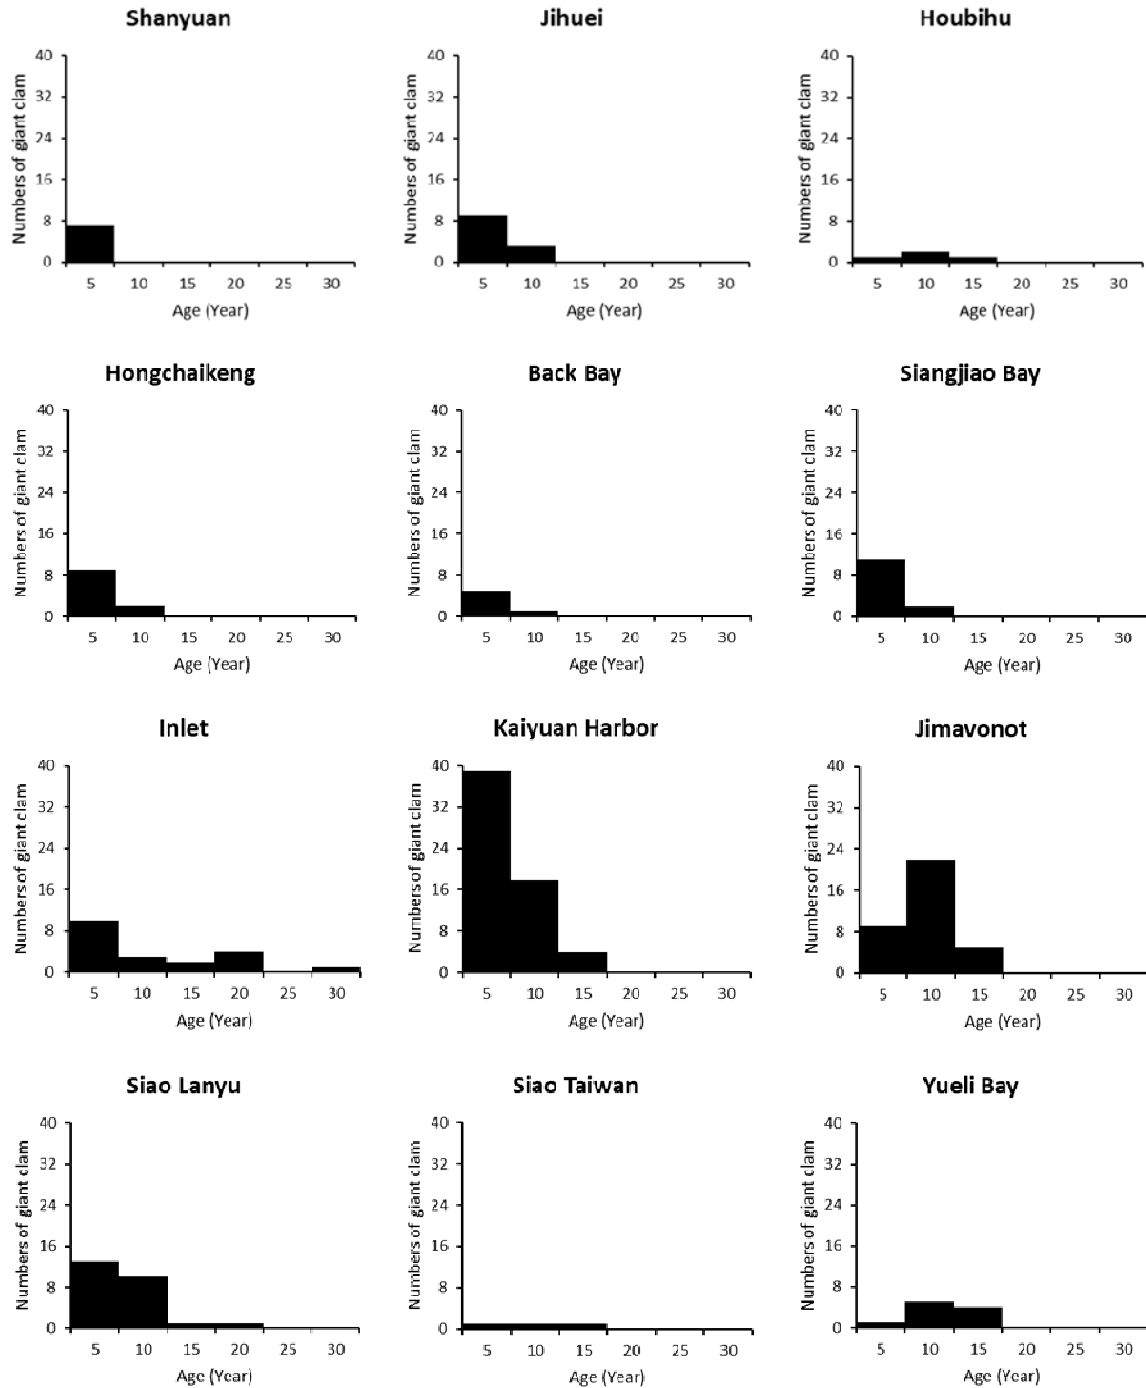 Shanyuan Jihuei Houbihu
Numbers of giant clam Numbers of giant clam Numbers of giant clam
40 40 40
32 32 32
24 24 24
16 16 16
8 8 8
0 0 0
5 10 15 20 25 30 5 10 15 20 25 30 5 10 15 20 25 30
Age (Year) Age (Year) Age (Year)
Hongchaikeng Back Bay Siangjiao Bay
Numbers of giant clam Numbers of giant clam Numbers of giant clam
40 40 40
32 32 32
24 24 24
16 16 16
8 8 8
0 0 0
5 10 15 20 25 30 5 10 15 20 25 30 5 10 15 20 25 30
Age (Year) Age (Year) Age (Year)
Inlet Kaiyuan Harbor Jimavonot
Numbers of giant clam Numbers of giant clam Numbers of giant clam
40 40 40
32 32 32
24 24 24
16 16 16
8 8 8
0 0 0
5 10 15 20 25 30 5 10 15 20 25 30 5 10 15 20 25 30
Age (Year) Age (Year) Age (Year)
Siao Lanyu Siao Taiwan Yueli Bay
Numbers of giant clam Numbers of giant clam Numbers of giant clam
40 40 40
32 32 32
24 24 24
16 16 16
8 8 8
0 0 0
5 10 15 20 25 30 5 10 15 20 25 30 5 10 15 20 25 30
Age (Year) Age (Year) Age (Year)